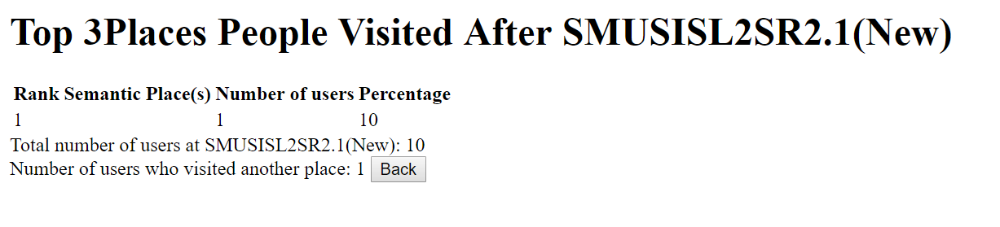 Top 3Places People Visited After SMUSISL2SR2.1(New)
Rank Semantic Place(s) Number of users Percentage
1 1 10
Total number of users at SMUSISL2SR2.1(New): 10
Number of users who visited another place: 1 Back